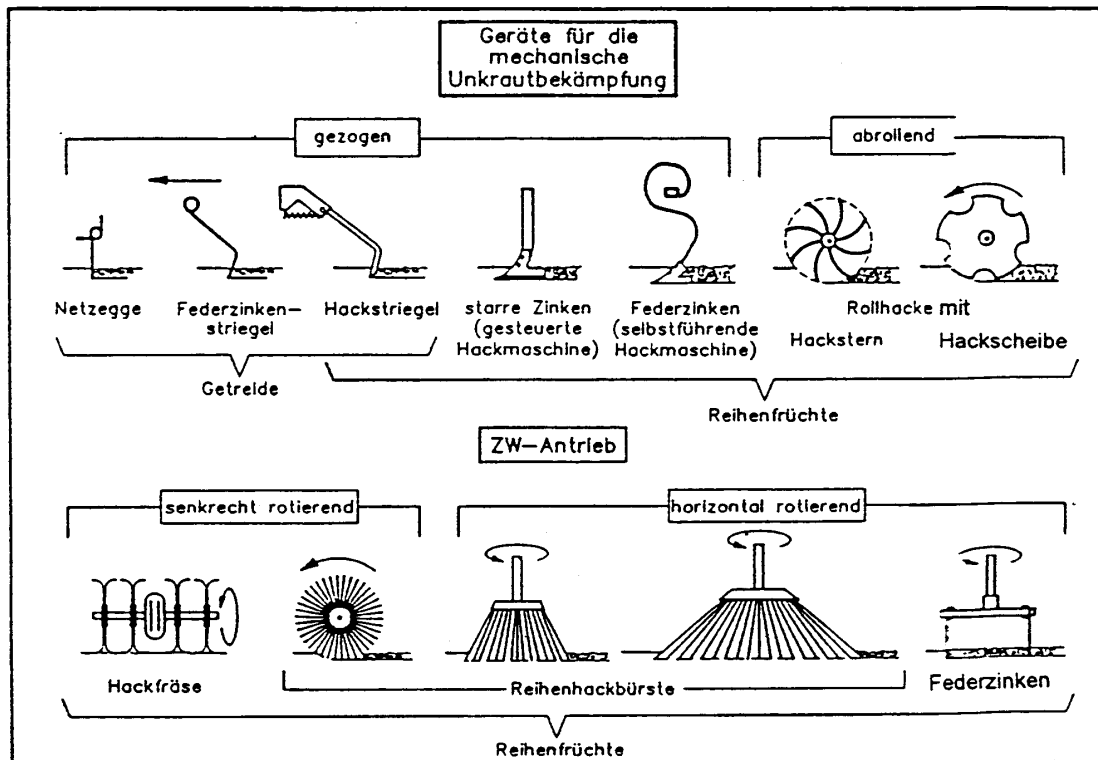 Geräte für die
mechanische
Unkrautbekämpfung
gezogen
abrollend
Netzegge
Federzinken-
striegel
Hackstriegel
starre Zinken
(gesteuerte
Hackmaschine)
Federzinken
(selbstführende
Hackmaschine)
Rollhacke mit
Hackstern
Hackscheibe
Getreide
Reihenfrüchte
ZW-Antrieb
senkrecht rotierend
horizontal rotierend
Hackfräse
Reihenhackbürste
Federzinken
Reihenfrüchte